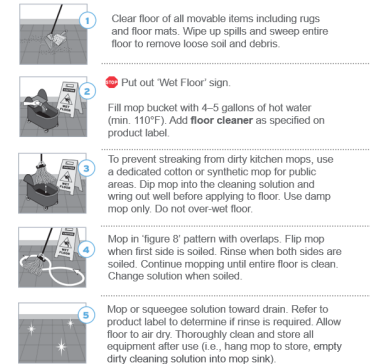 1
Clear floor of all movable items including rugs
and floor mats. Wipe up spills and sweep entire
floor to remove loose soil and debris.
2
STOP Put out 'Wet Floor' sign.
Fill mop bucket with 4–5 gallons of hot water
(min. 110°F). Add floor cleaner as specified on
product label.
3
To prevent streaking from dirty kitchen mops, use
a dedicated cotton or synthetic mop for public
areas. Dip mop into the cleaning solution and
wring out well before applying to floor. Use damp
mop only. Do not over-wet floor.
4
Mop in 'figure 8' pattern with overlaps. Flip mop
when first side is soiled. Rinse when both sides are
soiled. Continue mopping until entire floor is clean.
Change solution when soiled.
5
Mop or squeegee solution toward drain. Refer to
product label to determine if rinse is required. Allow
floor to air dry. Thoroughly clean and store all
equipment after use (i.e., hang mop to store, empty
dirty cleaning solution into mop sink).